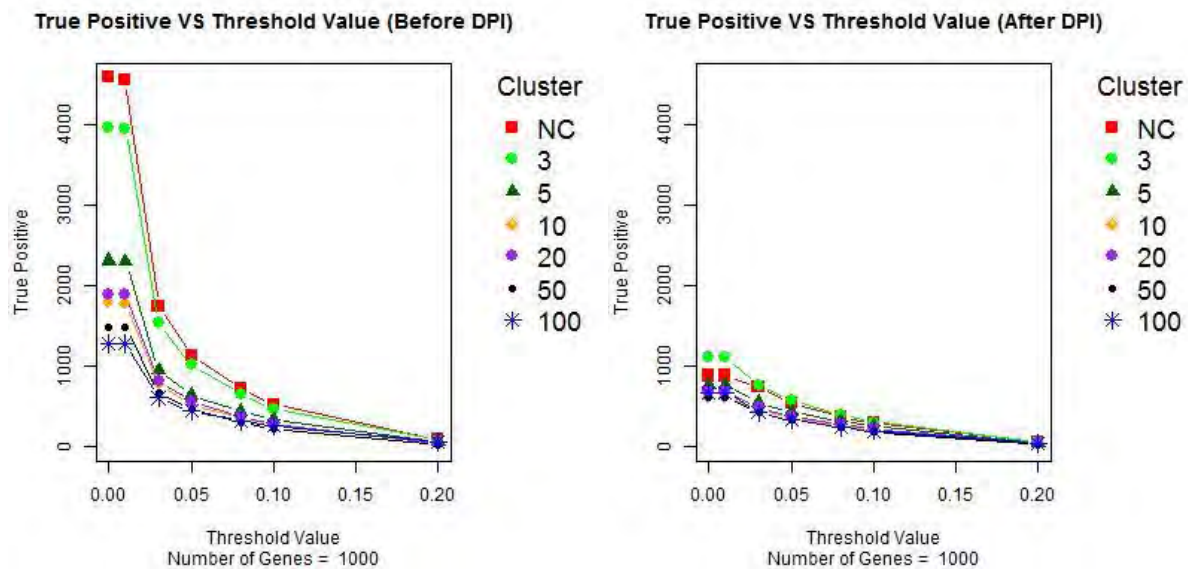 True Positive VS Threshold Value (Before DPI)
True Positive
4000
3000
2000
1000
0
0.00 0.05 0.10 0.15 0.20
Threshold Value
Number of Genes = 1000
Cluster
NC
3
5
10
20
50
100
True Positive VS Threshold Value (After DPI)
True Positive
4000
3000
2000
1000
0
0.00 0.05 0.10 0.15 0.20
Threshold Value
Number of Genes = 1000
Cluster
NC
3
5
10
20
50
100